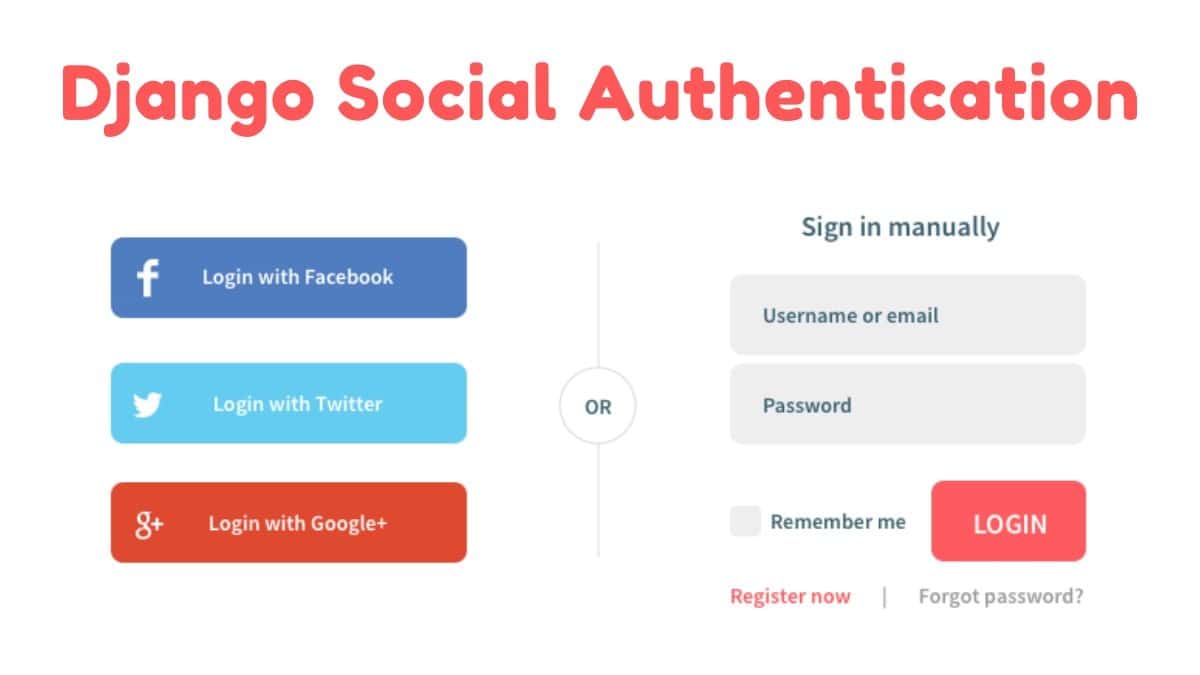 Django Social Authentication
f Login with Facebook
Login with Twitter
g+ Login with Google+
OR
Sign in manually
Username or email
Password
Remember me
LOGIN
Register now | Forgot password?